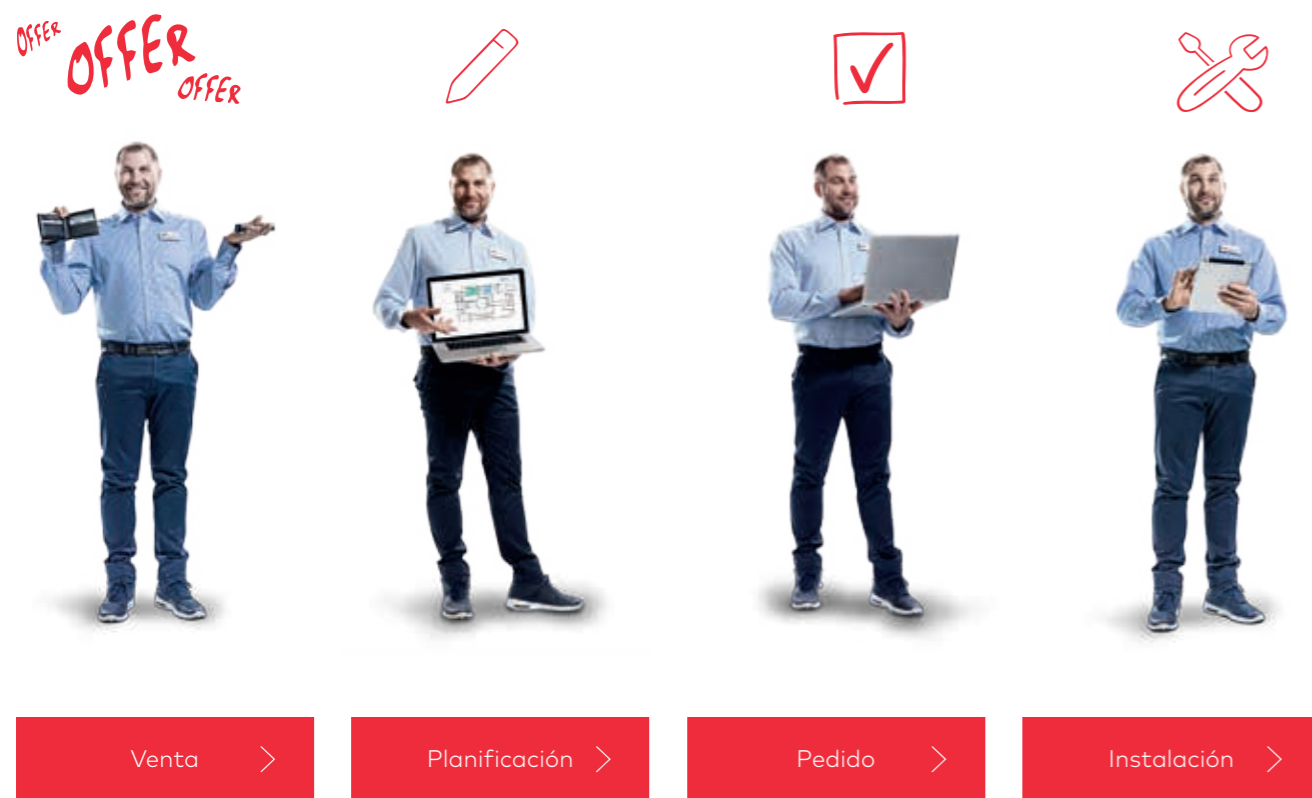 OFFER
OFFER
OFFER
Venta
Planificación
Pedido
Instalación